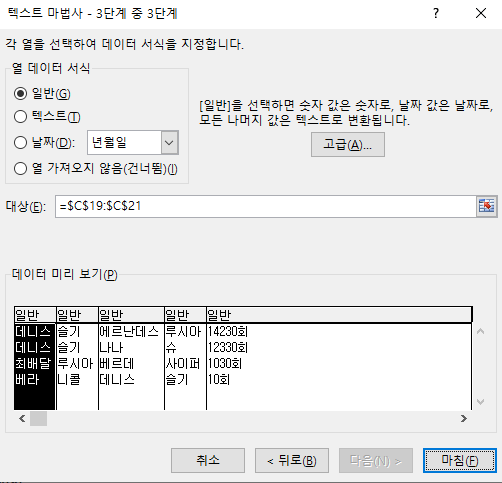 텍스트 마법사 - 3단계 중 3단계
각 열을 선택하여 데이터 서식을 지정합니다.
열 데이터 서식
일반(G)
텍스트(T)
날짜(D): 년월일
열 가져오지 않음(건너뜀)(I)
[일반]을 선택하면 숫자 값은 숫자로, 날짜 값은 날짜로,
모든 나머지 값은 텍스트로 변환됩니다.
고급(A)...
대상(E): =$C$19:$C$21
데이터 미리 보기(P)
일반 일반 일반 일반 일반
데니스 슬기 에르난데스 루시아 14230회
데니스 슬기 나나 슈 12330회
최배달 루시아 베르데 사이퍼 1030회
베라 니콜 데니스 슬기 10회
취소 < 뒤로(B) 다음(N) > 마침(F)